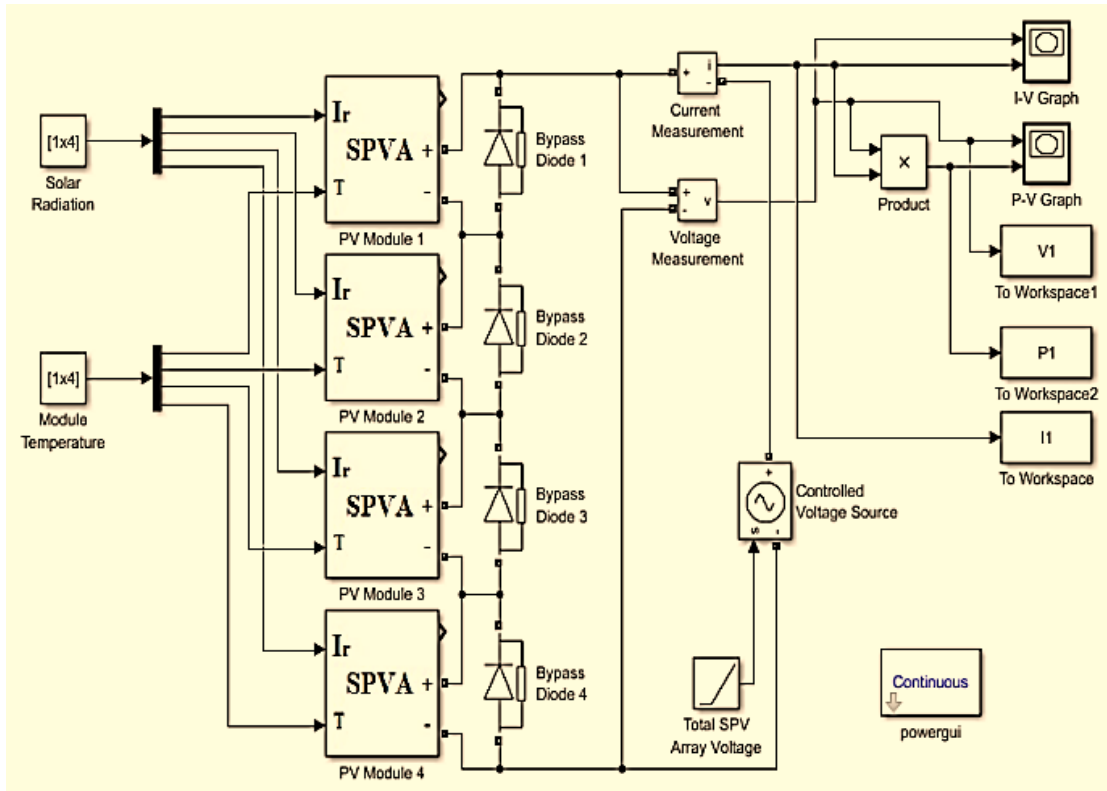 [1x4]
Solar
Radiation
[1x4]
Module
Temperature
Ir
SPVA +
T
-
PV Module 1
Ir
SPVA +
T
-
PV Module 2
Ir
SPVA +
T
-
PV Module 3
Ir
SPVA +
T
-
PV Module 4
Bypass
Diode 1
Bypass
Diode 2
Bypass
Diode 3
Bypass
Diode 4
+ i
-
Current
Measurement
+ v
-
Voltage
Measurement
×
Product
I-V Graph
P-V Graph
V1
To Workspace1
P1
To Workspace2
I1
To Workspace
+
s -
Controlled
Voltage Source
Total SPV
Array Voltage
Continuous
powergui